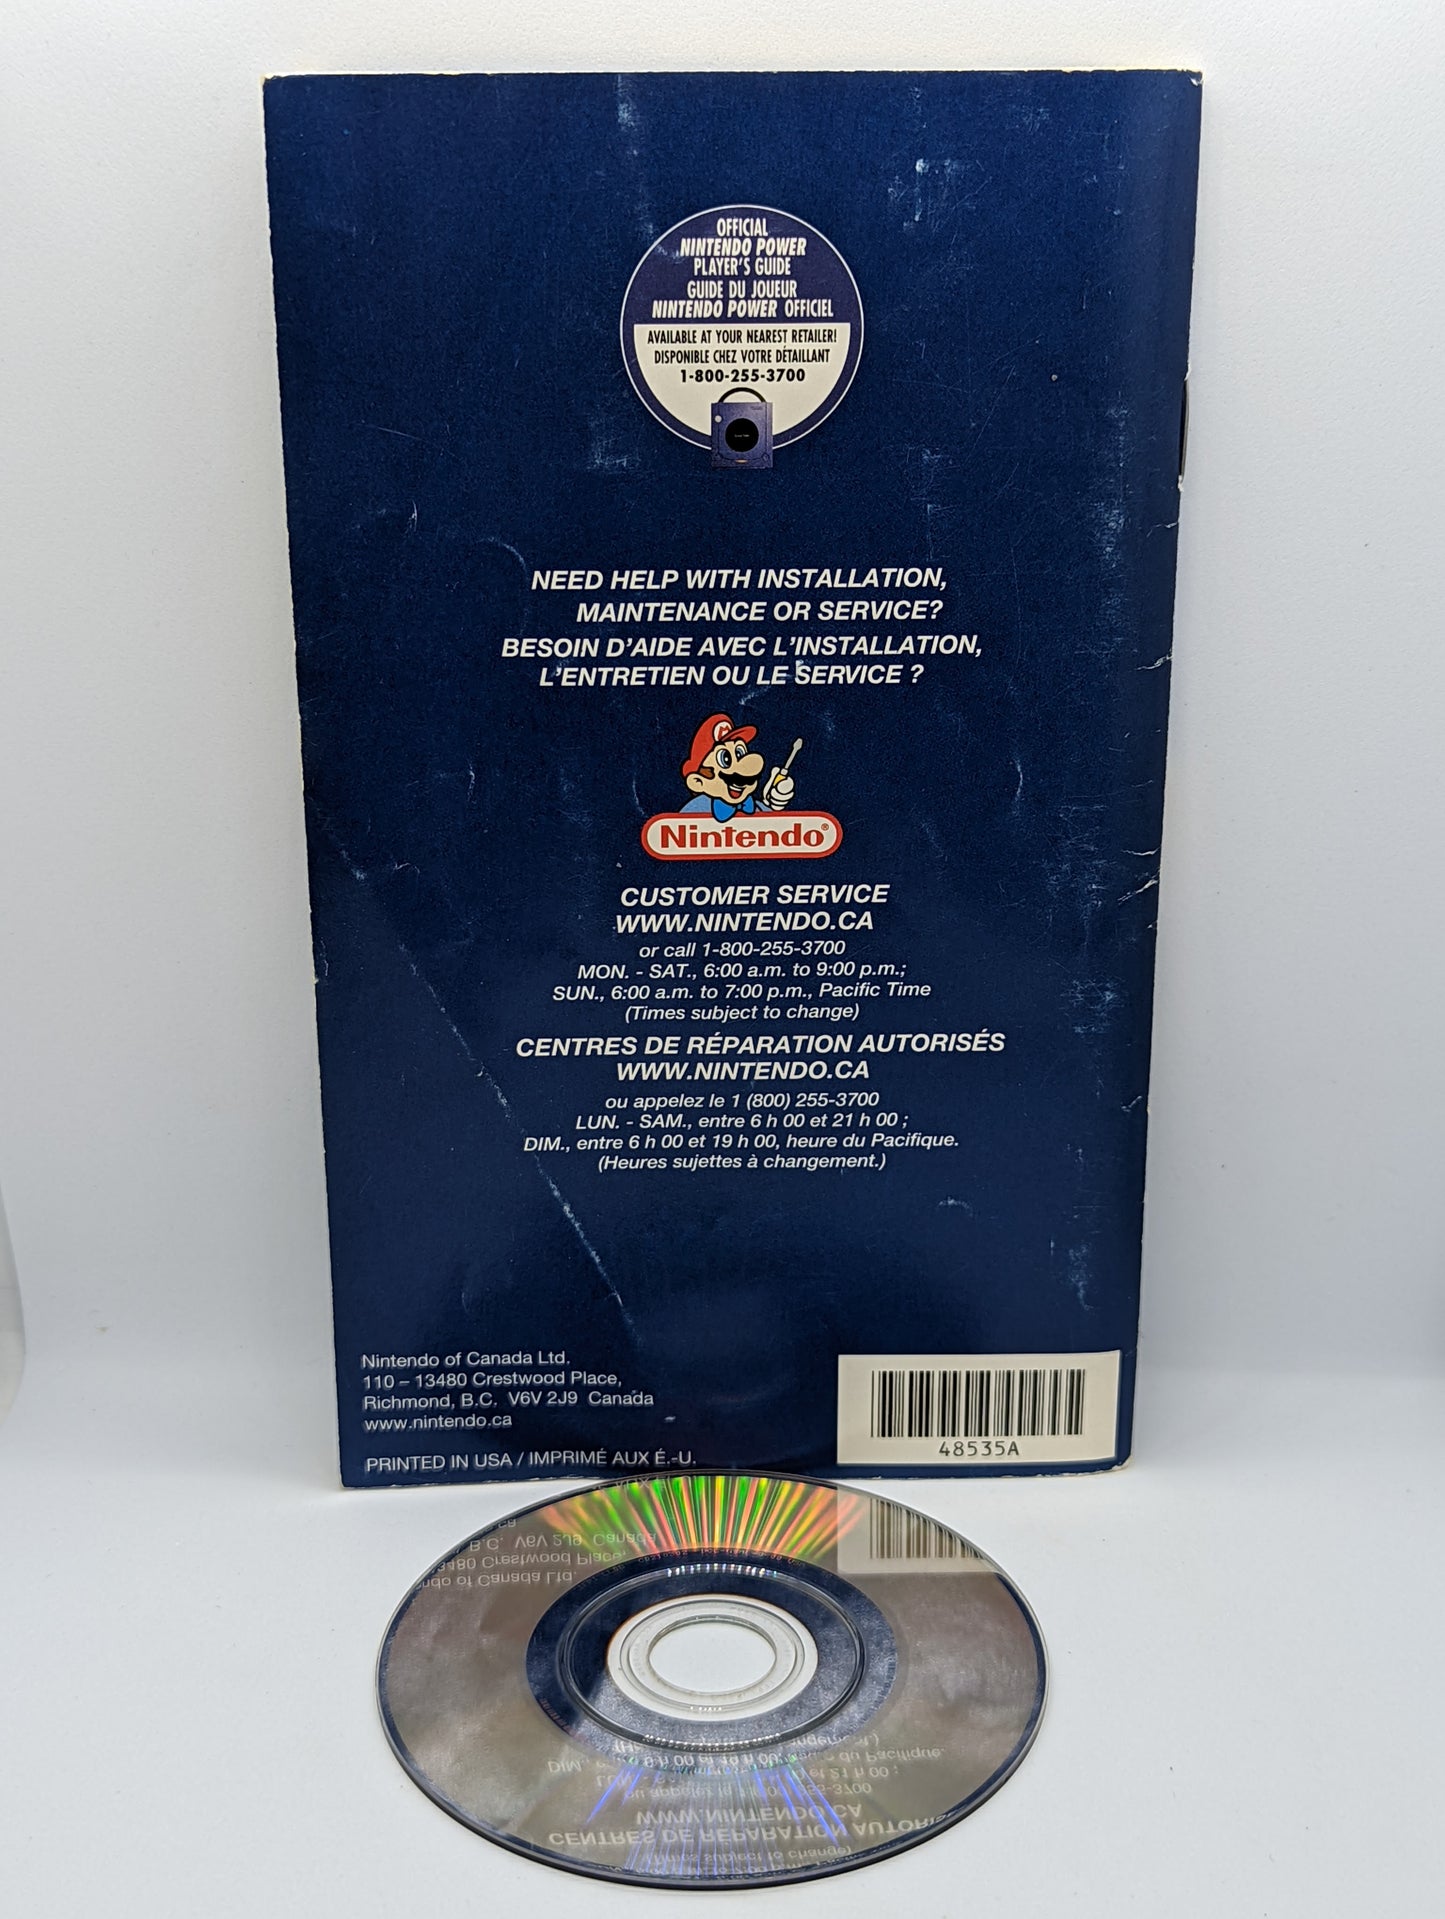 OFFICIAL
NINTENDO POWER
PLAYER'S GUIDE
GUIDE DU JOUEUR
NINTENDO POWER OFFICIEL
AVAILABLE AT YOUR NEAREST RETAILER!
DISPONIBLE CHEZ VOTRE DÉTAILLANT
1-800-255-3700
NEED HELP WITH INSTALLATION,
MAINTENANCE OR SERVICE?
BESOIN D'AIDE AVEC L'INSTALLATION,
L'ENTRETIEN OU LE SERVICE ?
M
Nintendo®
CUSTOMER SERVICE
WWW.NINTENDO.CA
or call 1-800-255-3700
MON. - SAT., 6:00 a.m. to 9:00 p.m.;
SUN., 6:00 a.m. to 7:00 p.m., Pacific Time
(Times subject to change)
CENTRES DE RÉPARATION AUTORISÉS
WWW.NINTENDO.CA
ou appelez le 1 (800) 255-3700
LUN. - SAM., entre 6 h 00 et 21 h 00 ;
DIM., entre 6 h 00 et 19 h 00, heure du Pacifique.
(Heures sujettes à changement.)
Nintendo of Canada Ltd.
110 – 13480 Crestwood Place,
Richmond, B.C. V6V 2J9 Canada
www.nintendo.ca
PRINTED IN USA / IMPRIMÉ AUX É.-U.
48535A